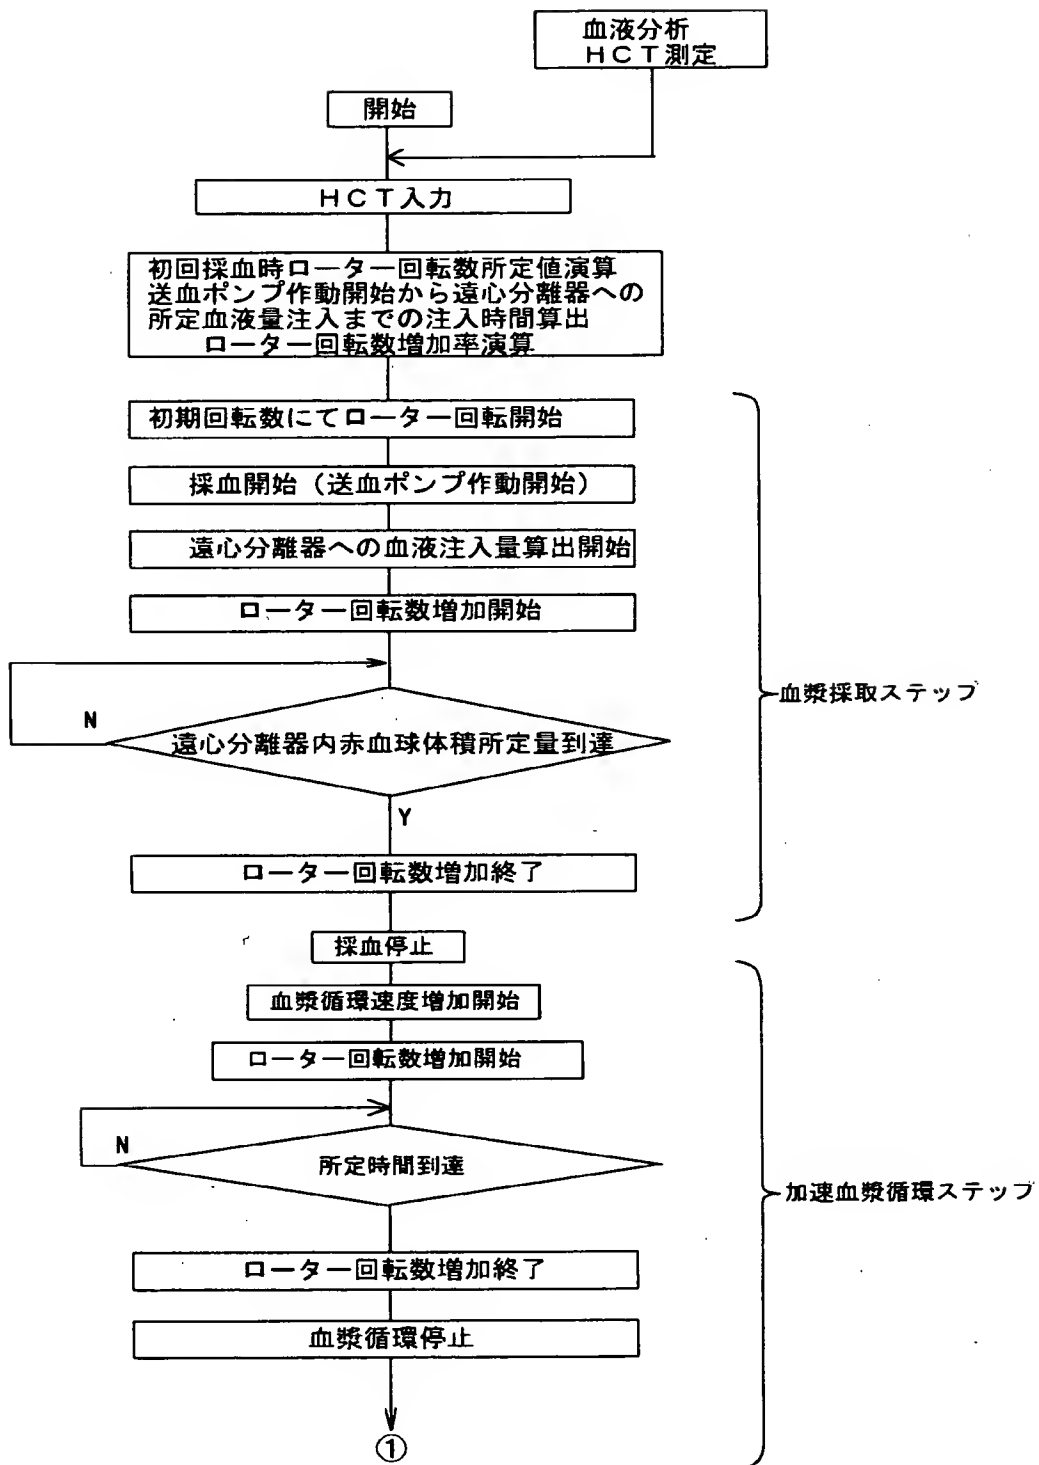 血液分析
ＨＣＴ測定
開始
ＨＣＴ入力
初回採血時ローター回転数所定値演算
送血ポンプ作動開始から遠心分離器への
所定血液量注入までの注入時間算出
ローター回転数増加率演算
初期回転数にてローター回転開始
採血開始（送血ポンプ作動開始）
遠心分離器への血液注入量算出開始
ローター回転数増加開始
N
遠心分離器内赤血球体積所定量到達
Y
ローター回転数増加終了
血漿採取ステップ
採血停止
血漿循環速度増加開始
ローター回転数増加開始
N
所定時間到達
加速血漿循環ステップ
ローター回転数増加終了
血漿循環停止
①